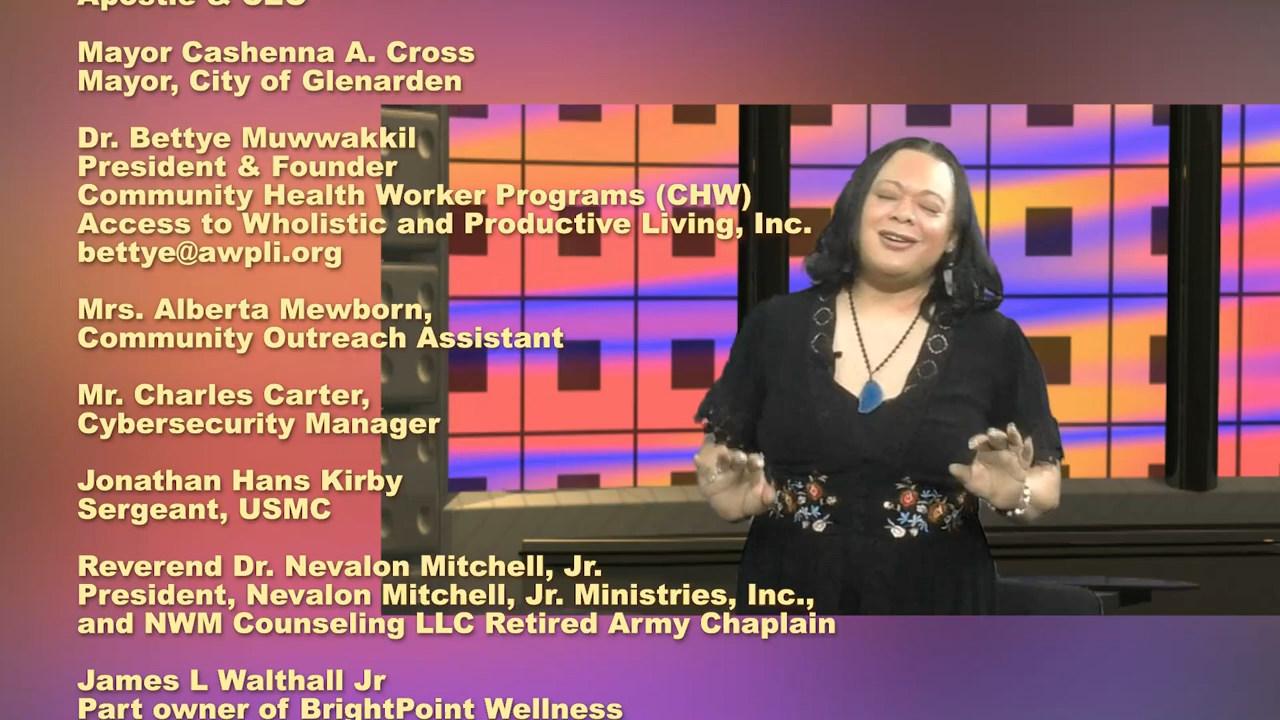 Apostle & CEO
Mayor Cashenna A. Cross
Mayor, City of Glenarden
Dr. Bettye Muwwakkil
President & Founder
Community Health Worker Programs (CHW)
Access to Wholistic and Productive Living, Inc.
bettye@awpli.org
Mrs. Alberta Mewborn,
Community Outreach Assistant
Mr. Charles Carter,
Cybersecurity Manager
Jonathan Hans Kirby
Sergeant, USMC
Reverend Dr. Nevalon Mitchell, Jr.
President, Nevalon Mitchell, Jr. Ministries, Inc.,
and NWM Counseling LLC Retired Army Chaplain
James L Walthall Jr
Part owner of BrightPoint Wellness